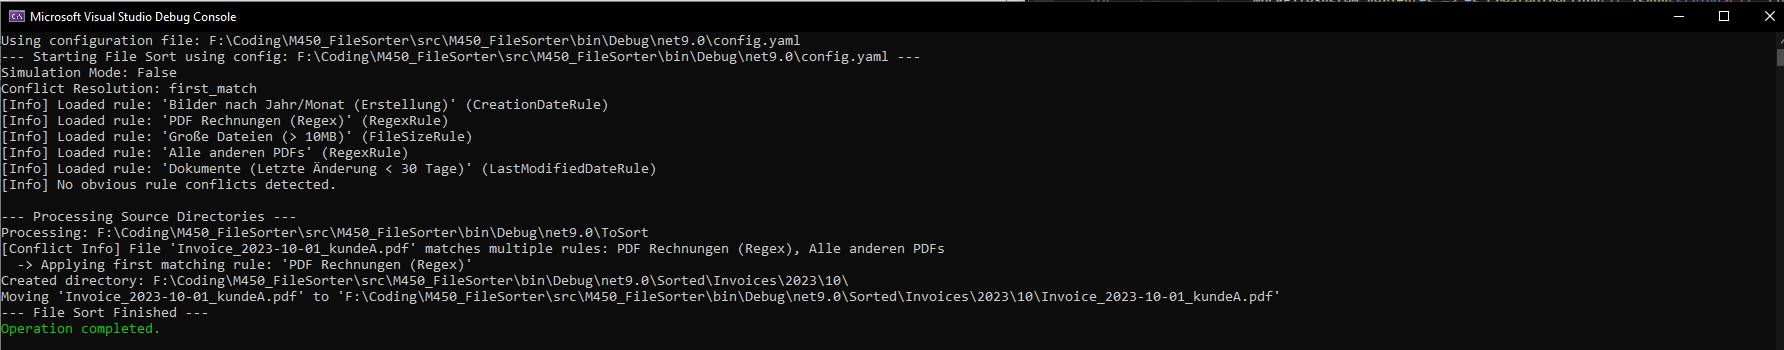 Microsoft Visual Studio Debug Console
Using configuration file: F:\Coding\M450_FileSorter\src\M450_FileSorter\bin\Debug\net9.0\config.yaml
--- Starting File Sort using config: F:\Coding\M450_FileSorter\src\M450_FileSorter\bin\Debug\net9.0\config.yaml ---
Simulation Mode: False
Conflict Resolution: first_match
[Info] Loaded rule: 'Bilder nach Jahr/Monat (Erstellung)' (CreationDateRule)
[Info] Loaded rule: 'PDF Rechnungen (Regex)' (RegexRule)
[Info] Loaded rule: 'Große Dateien (> 10MB)' (FileSizeRule)
[Info] Loaded rule: 'Alle anderen PDFs' (RegexRule)
[Info] Loaded rule: 'Dokumente (Letzte Änderung < 30 Tage)' (LastModifiedDateRule)
[Info] No obvious rule conflicts detected.
--- Processing Source Directories ---
Processing: F:\Coding\M450_FileSorter\src\M450_FileSorter\bin\Debug\net9.0\ToSort
[Conflict Info] File 'Invoice_2023-10-01_kundeA.pdf' matches multiple rules: PDF Rechnungen (Regex), Alle anderen PDFs
-> Applying first matching rule: 'PDF Rechnungen (Regex)'
Created directory: F:\Coding\M450_FileSorter\src\M450_FileSorter\bin\Debug\net9.0\Sorted\Invoices\2023\10\
Moving 'Invoice_2023-10-01_kundeA.pdf' to 'F:\Coding\M450_FileSorter\src\M450_FileSorter\bin\Debug\net9.0\Sorted\Invoices\2023\10\Invoice_2023-10-01_kundeA.pdf'
--- File Sort Finished ---
Operation completed.